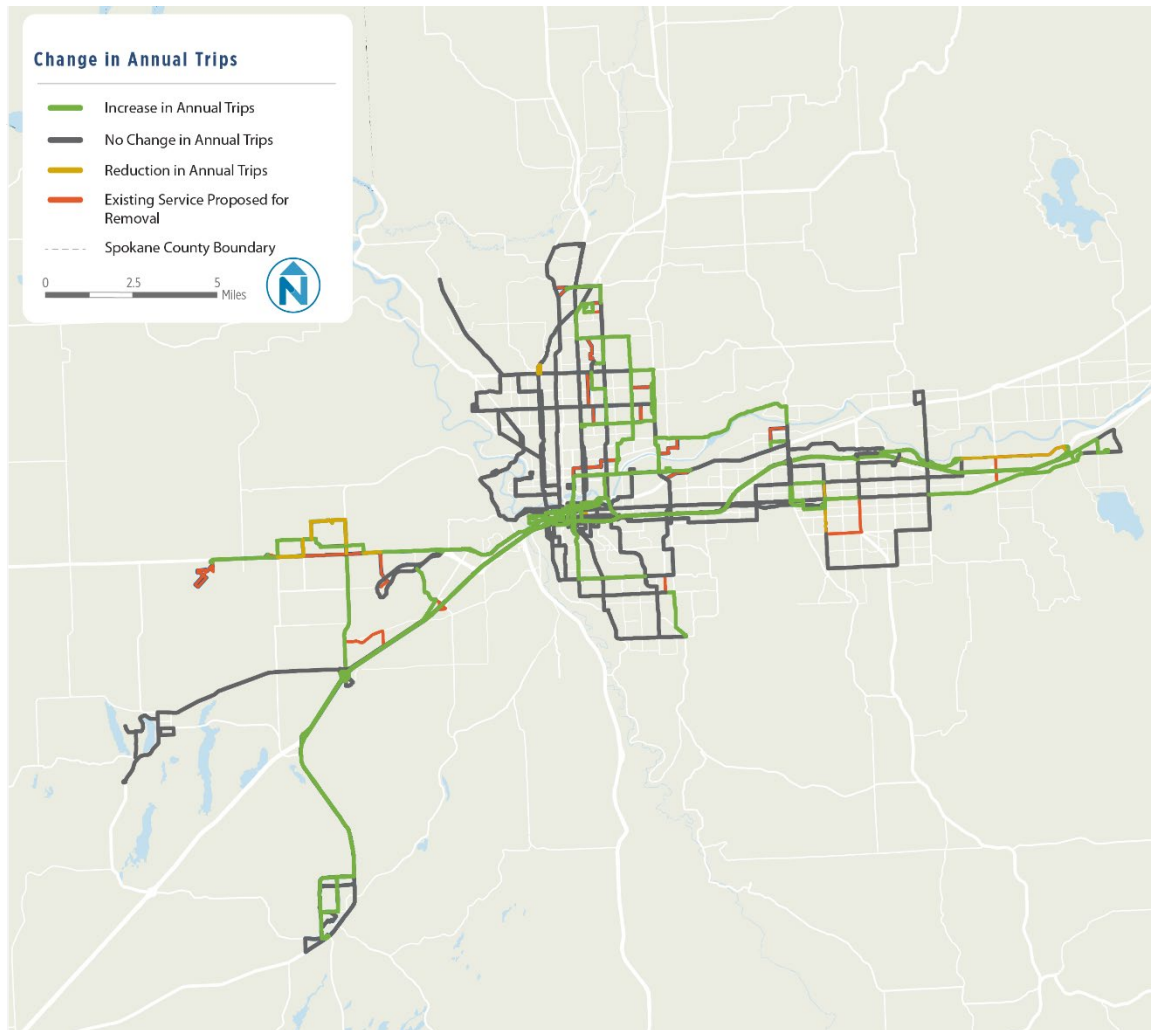 Change in Annual Trips
Increase in Annual Trips
No Change in Annual Trips
Reduction in Annual Trips
Existing Service Proposed for
Removal
Spokane County Boundary
0 2.5 5
Miles
N